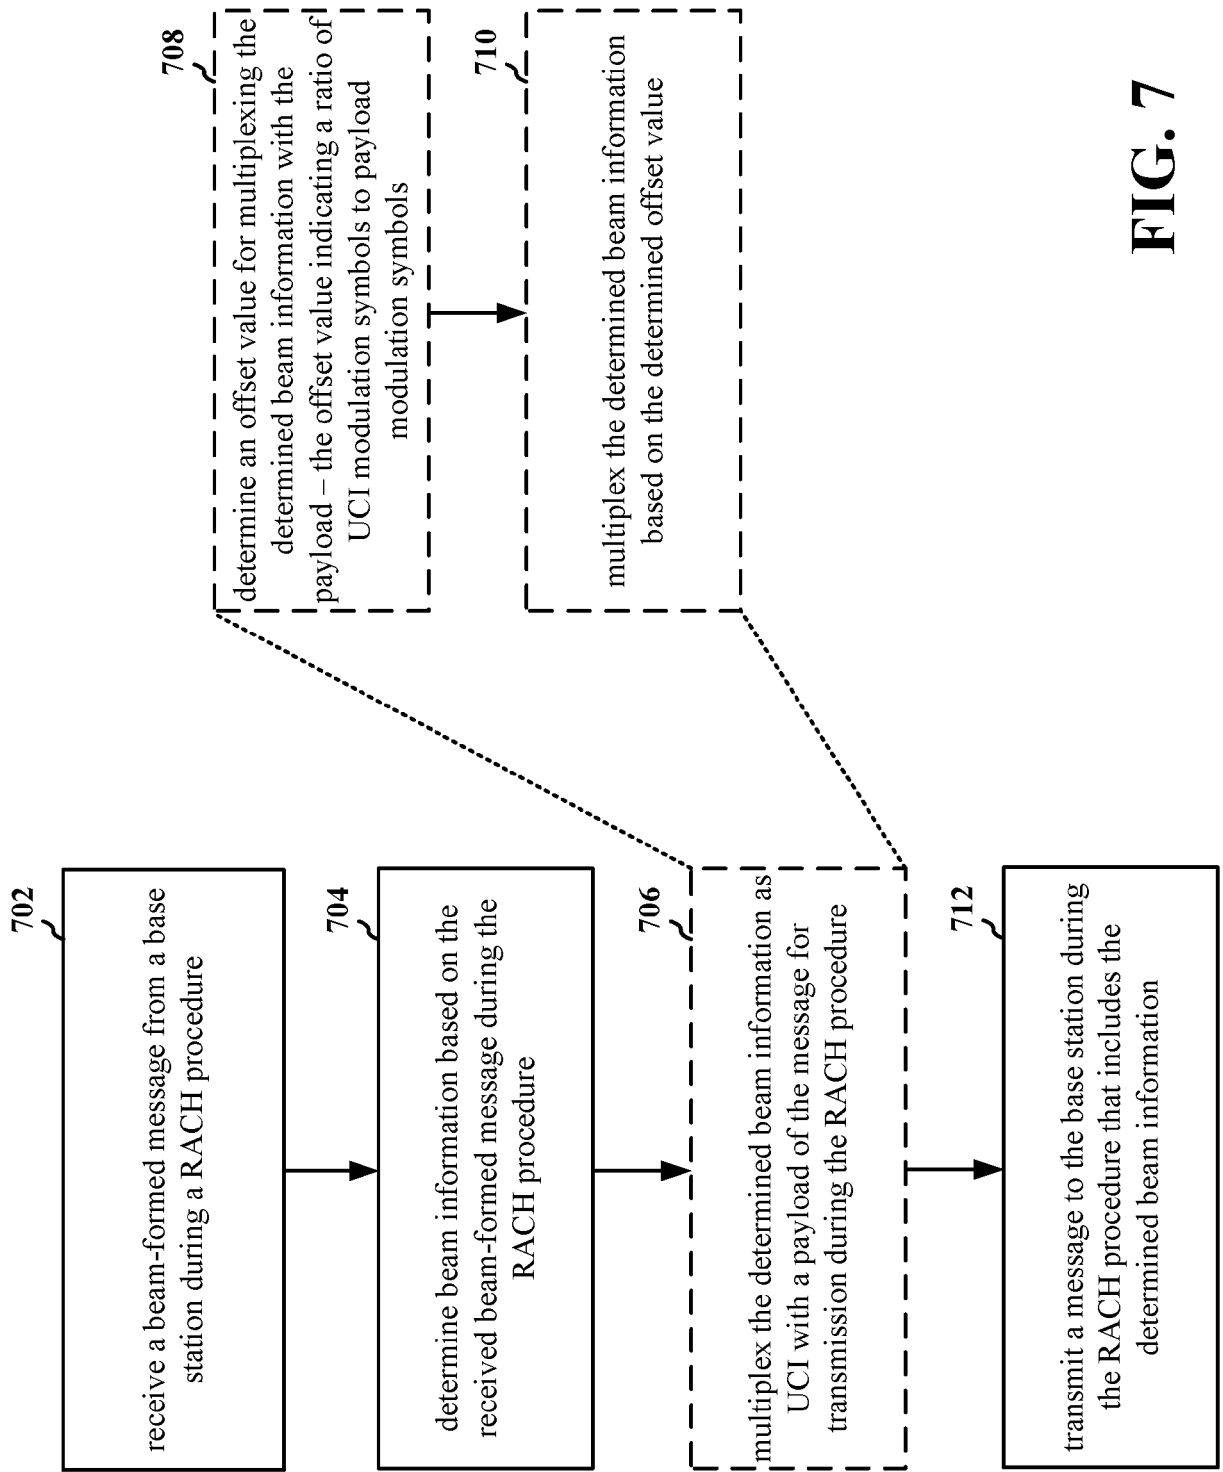 702
receive a beam-formed message from a base
station during a RACH procedure
704
determine beam information based on the
received beam-formed message during the
RACH procedure
706
multiplex the determined beam information as
UCI with a payload of the message for
transmission during the RACH procedure
708
determine an offset value for multiplexing the
determined beam information with the
payload – the offset value indicating a ratio of
UCI modulation symbols to payload
modulation symbols
710
multiplex the determined beam information
based on the determined offset value
712
transmit a message to the base station during
the RACH procedure that includes the
determined beam information
FIG. 7